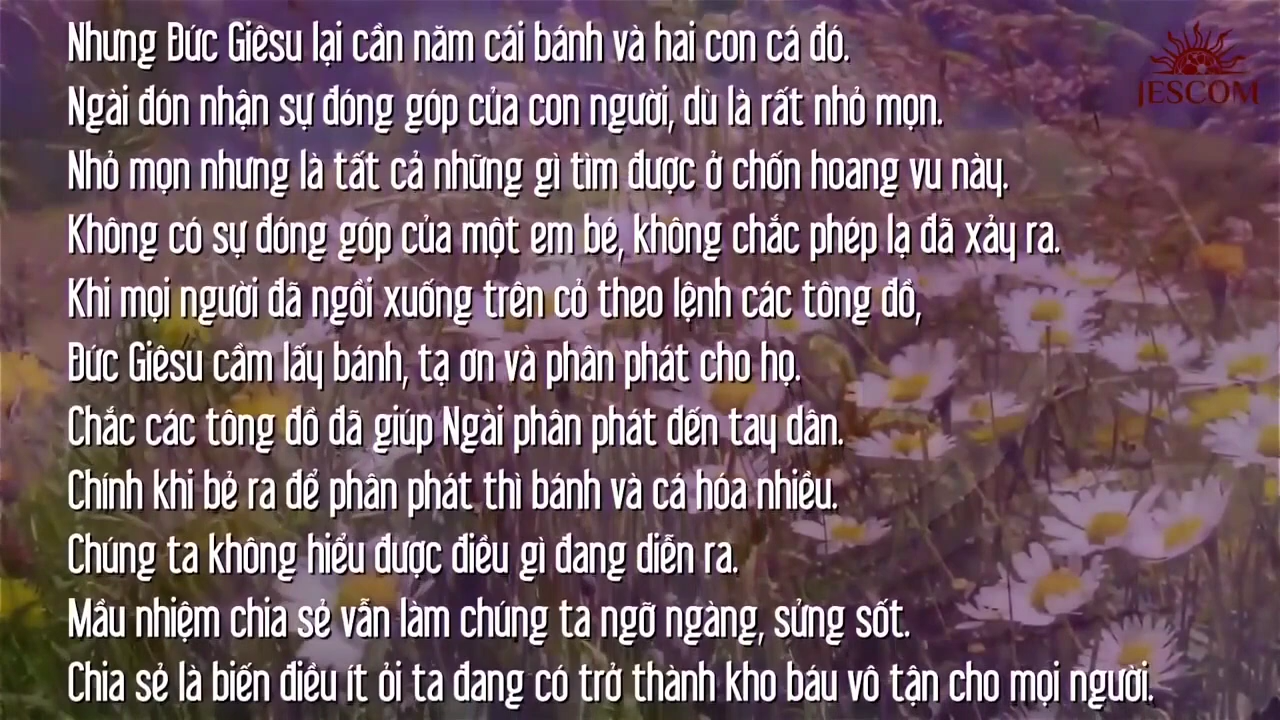 Nhưng Đức Giêsu lại cần năm cái bánh và hai con cá đó.
JESCOM
Ngài đón nhận sự đóng góp của con người, dù là rất nhỏ mọn.
Nhỏ mọn nhưng là tất cả những gì tìm được ở chốn hoang vu này.
Không có sự đóng góp của một em bé, không chắc phép lạ đã xảy ra.
Khi mọi người đã ngồi xuống trên cỏ theo lệnh các tông đồ,
Đức Giêsu cầm lấy bánh, tạ ơn và phân phát cho họ.
Chắc các tông đồ đã giúp Ngài phân phát đến tay dân.
Chính khi bẻ ra để phân phát thì bánh và cá hóa nhiều.
Chúng ta không hiểu được điều gì đang diễn ra.
Mầu nhiệm chia sẻ vẫn làm chúng ta ngỡ ngàng, sửng sốt.
Chia sẻ là biến điều ít ỏi ta đang có trở thành kho báu vô tận cho mọi người.